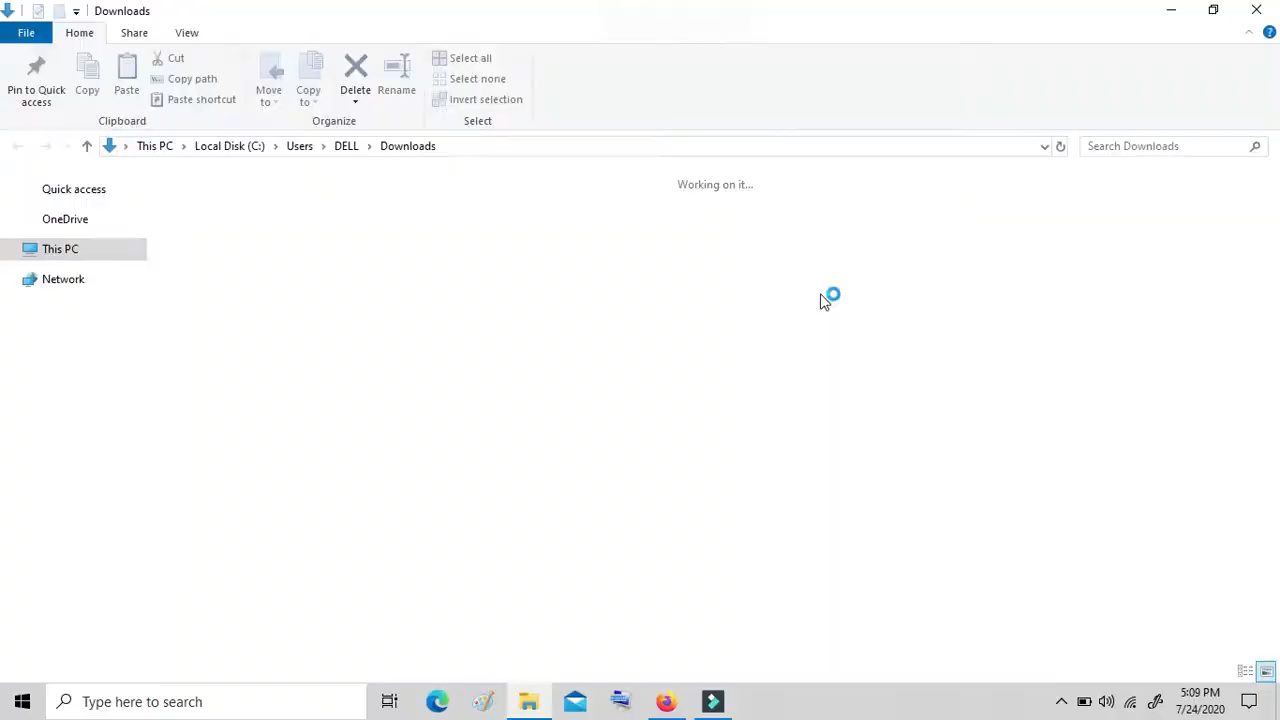 Downloads
File Home Share View
Pin to Quick access
Copy
Paste
Cut
Copy path
Paste shortcut
Clipboard
Move to
Copy to
Delete
Rename
Organize
Select all
Select none
Invert selection
Select
This PC Local Disk (C:) Users DELL Downloads
Search Downloads
Working on it...
Quick access
OneDrive
This PC
Network
Type here to search
5:09 PM
7/24/2020